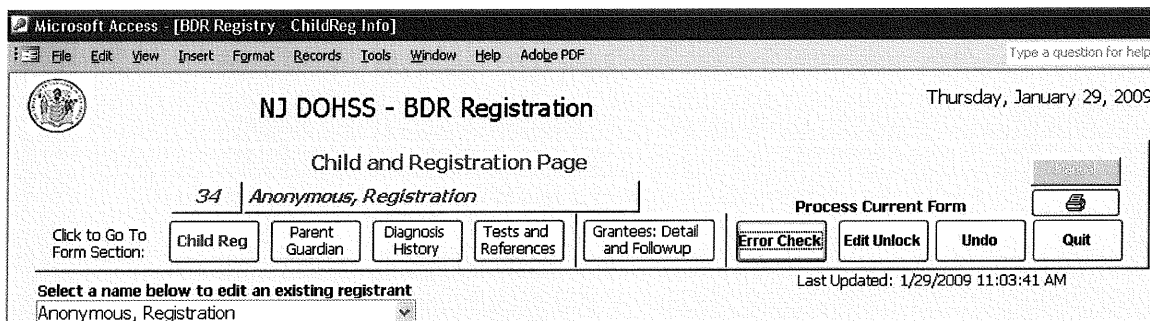 Microsoft Access - [BDR Registry - ChildReg Info]
File Edit View Insert Format Records Tools Window Help Adobe PDF
Type a question for help
NJ DOHSS - BDR Registration
Thursday, January 29, 2009
Child and Registration Page
Manual
34 Anonymous, Registration
Process Current Form
Click to Go To
Form Section:
Child Reg
Parent
Guardian
Diagnosis
History
Tests and
References
Grantees: Detail
and Followup
Error Check
Edit Unlock
Undo
Quit
Last Updated: 1/29/2009 11:03:41 AM
Select a name below to edit an existing registrant
Anonymous, Registration